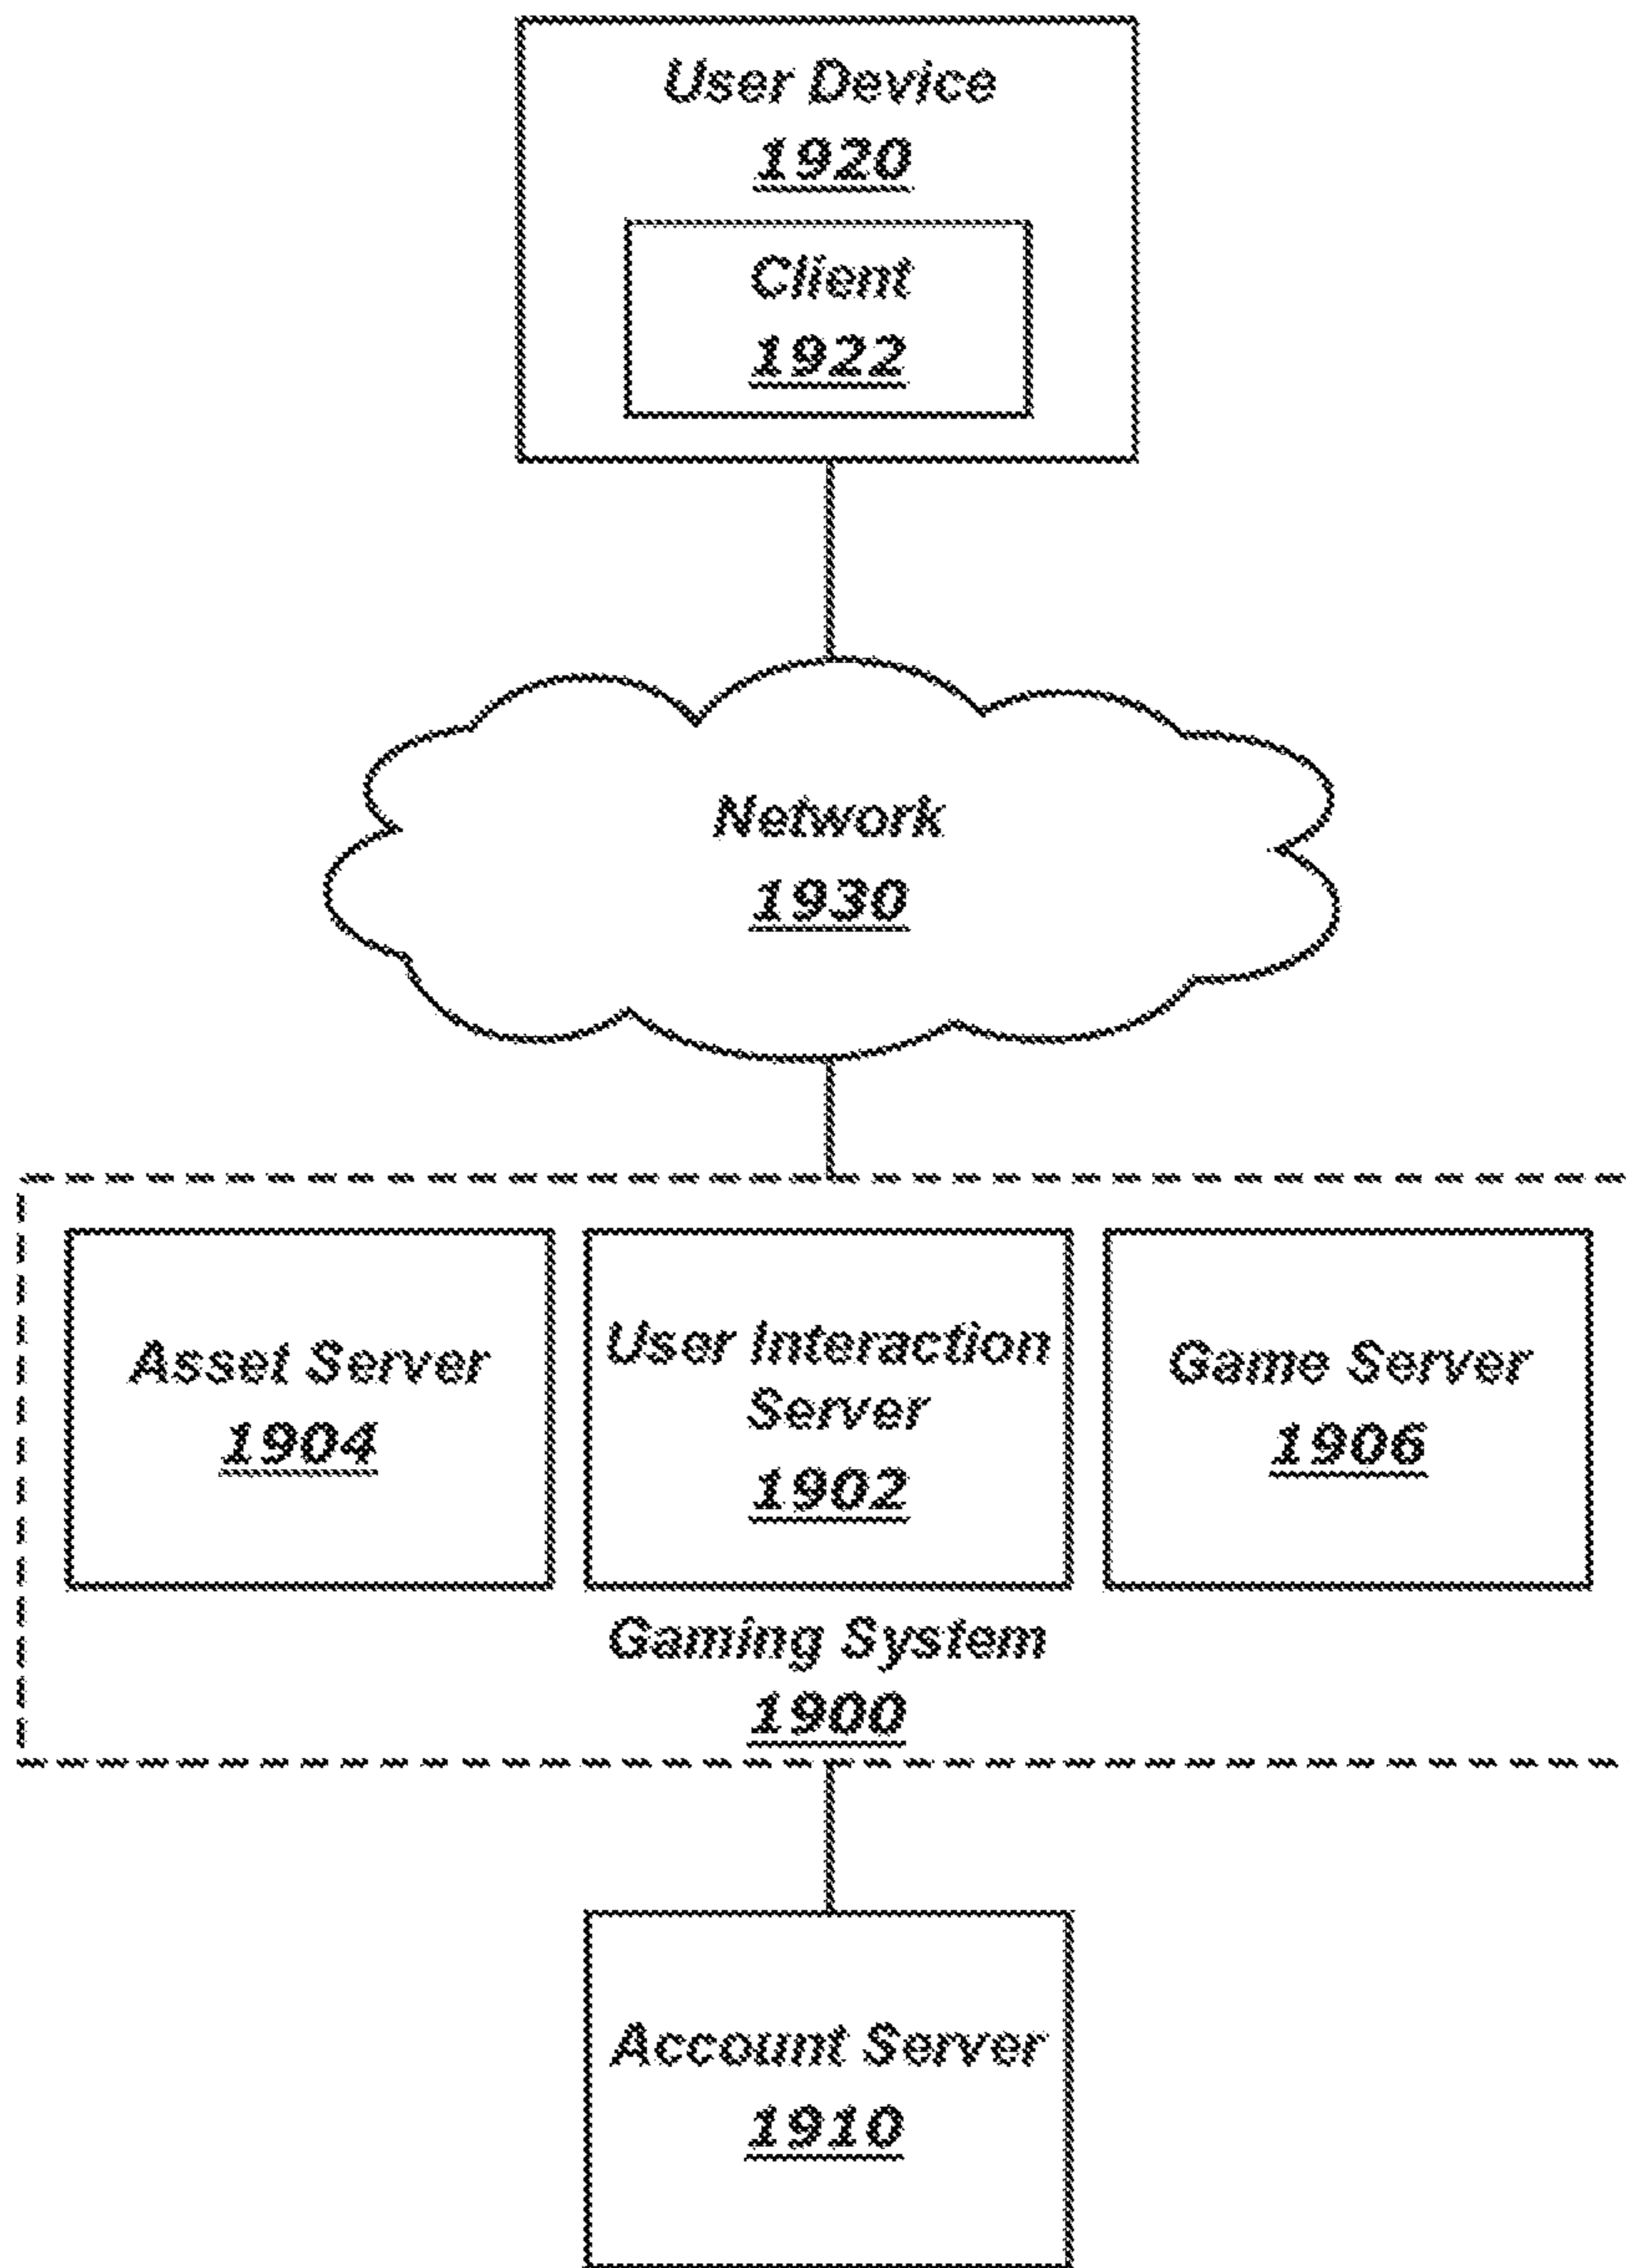 User Device
1920
Client
1922
Network
1930
Asset Server
1904
User Interaction
Server
1902
Game Server
1906
Gaming System
1900
Account Server
1910